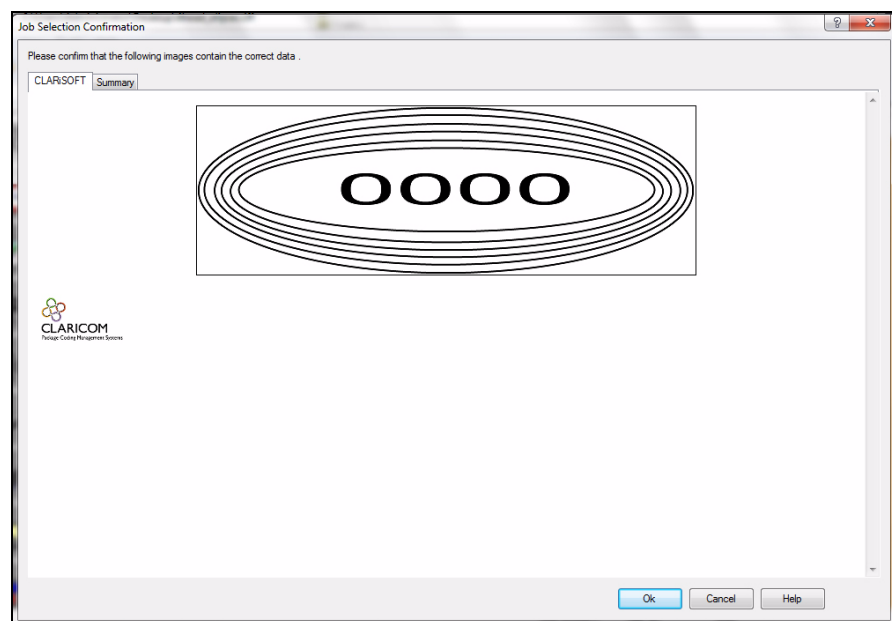 Job Selection Confirmation
Please confirm that the following images contain the correct data .
CLARiSOFT Summary
OOOO
CLARICOM
Package Coding Management Systems
Ok Cancel Help